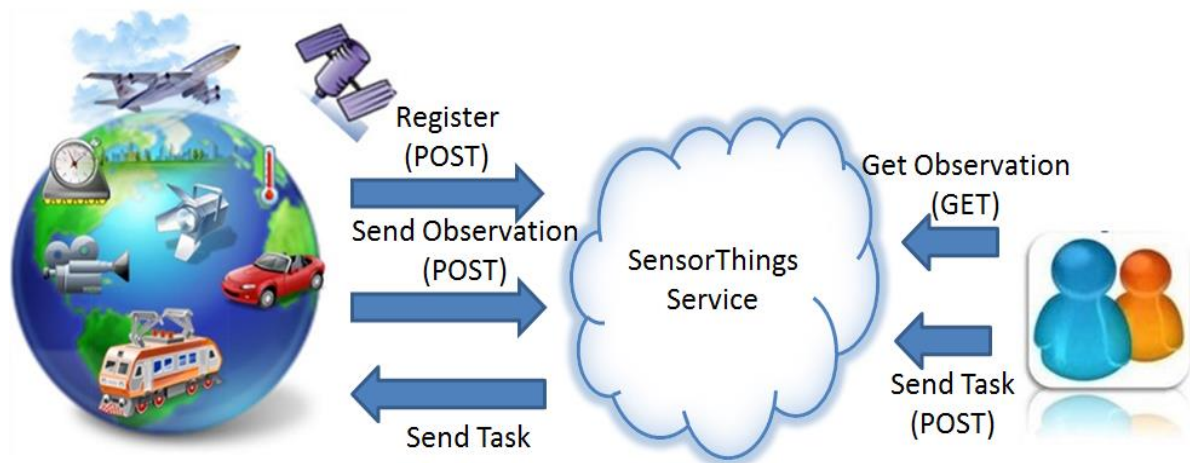 Register
(POST)
Send Observation
(POST)
Send Task
SensorThings
Service
Get Observation
(GET)
Send Task
(POST)